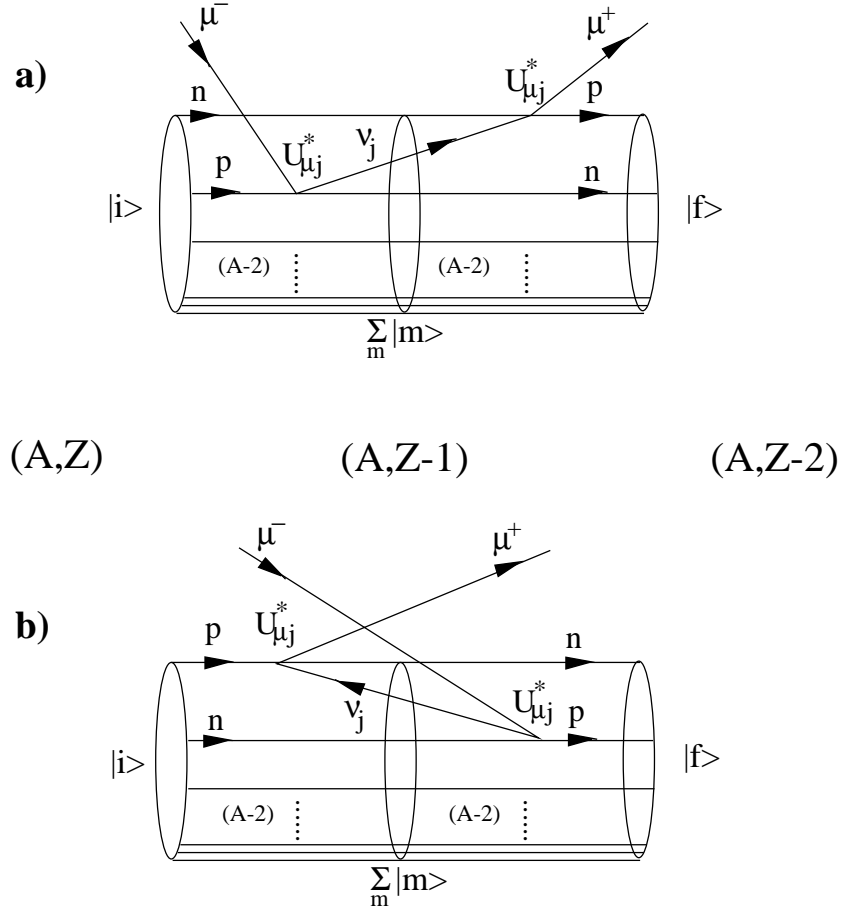 μ⁻ μ⁺
a)
n U*μj p
p U*μj νj n
|i> |f>
(A-2) (A-2)
Σm |m>
(A,Z) (A,Z-1) (A,Z-2)
μ⁻ μ⁺
b)
p U*μj n
n νj U*μj p
|i> |f>
(A-2) (A-2)
Σm |m>